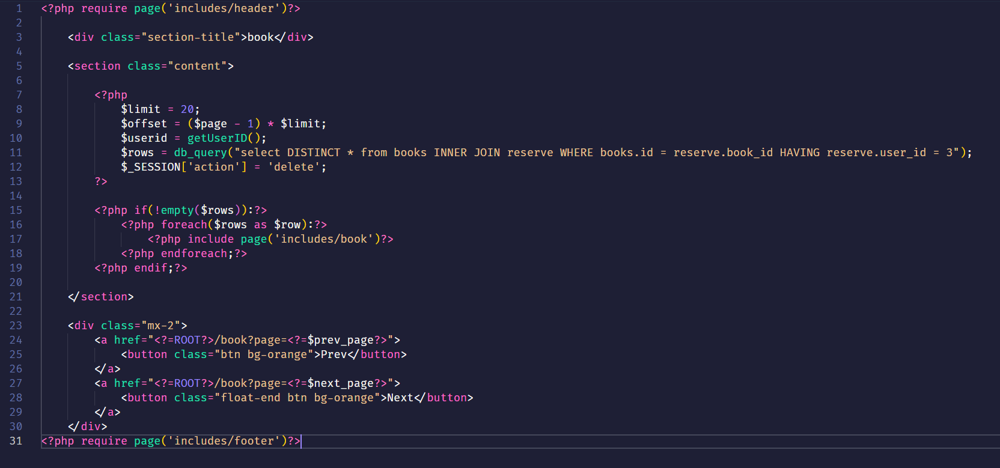 1 <?php require page('includes/header')?>
2
3 <div class="section-title">book</div>
4
5 <section class="content">
6
7 <?php
8 $limit = 20;
9 $offset = ($page - 1) * $limit;
10 $userid = getUserID();
11 $rows = db_query("select DISTINCT * from books INNER JOIN reserve WHERE books.id = reserve.book_id HAVING reserve.user_id = 3");
12 $_SESSION['action'] = 'delete';
13 ?>
14
15 <?php if(!empty($rows)):?>
16 <?php foreach($rows as $row):?>
17 <?php include page('includes/book')?>
18 <?php endforeach;?>
19 <?php endif;?>
20
21 </section>
22
23 <div class="mx-2">
24 <a href="<?=ROOT?>/book?page=<?=$prev_page?>">
25 <button class="btn bg-orange">Prev</button>
26 </a>
27 <a href="<?=ROOT?>/book?page=<?=$next_page?>">
28 <button class="float-end btn bg-orange">Next</button>
29 </a>
30 </div>
31 <?php require page('includes/footer')?>